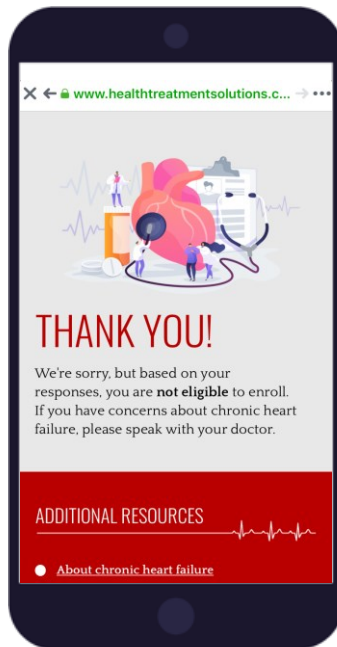 www.healthtreatmentsolutions.c...
THANK YOU!
We're sorry, but based on your
responses, you are not eligible to enroll.
If you have concerns about chronic heart
failure, please speak with your doctor.
ADDITIONAL RESOURCES
About chronic heart failure